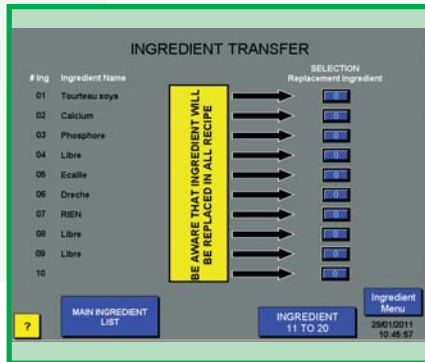 INGREDIENT TRANSFER
SELECTION
# Ing Ingredient Name Replacement Ingredient
01 Tourteau soya 0
02 Calcium 0
03 Phosphore 0
04 Libre 0
05 Ecaille 0
06 Dreche 0
07 RIEN 0
08 Libre 0
09 Libre 0
10 0
BE AWARE THAT INGREDIENT WILL
BE REPLACED IN ALL RECIPE
?
MAIN INGREDIENT
LIST
INGREDIENT
11 TO 20
Ingredient
Menu
29/01/2011
10:45:57